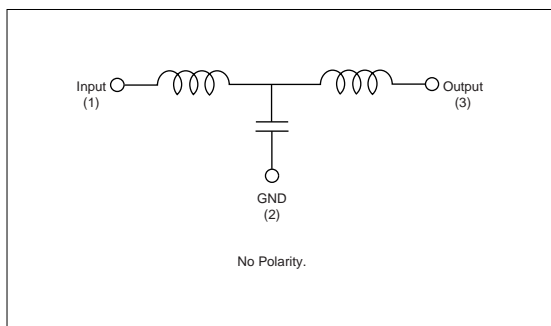 Input
(1)
Output
(3)
GND
(2)
No Polarity.